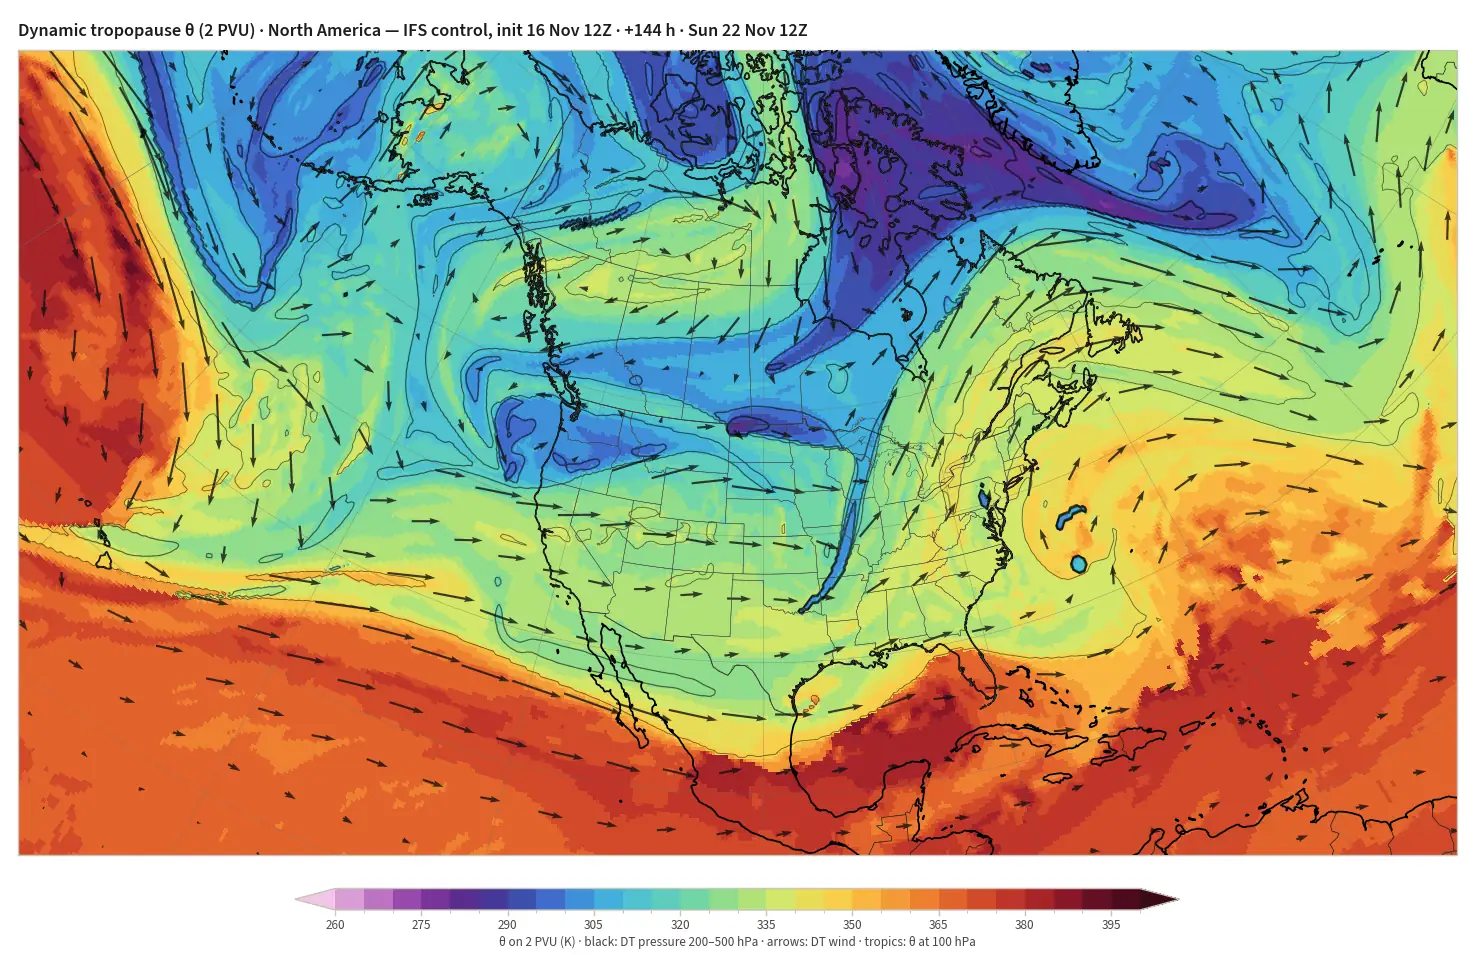 Dynamic tropopause θ (2 PVU) · North America — IFS control, init 16 Nov 12Z · +144 h · Sun 22 Nov 12Z
260 275 290 305 320 335 350 365 380 395
θ on 2 PVU (K) · black: DT pressure 200–500 hPa · arrows: DT wind · tropics: θ at 100 hPa